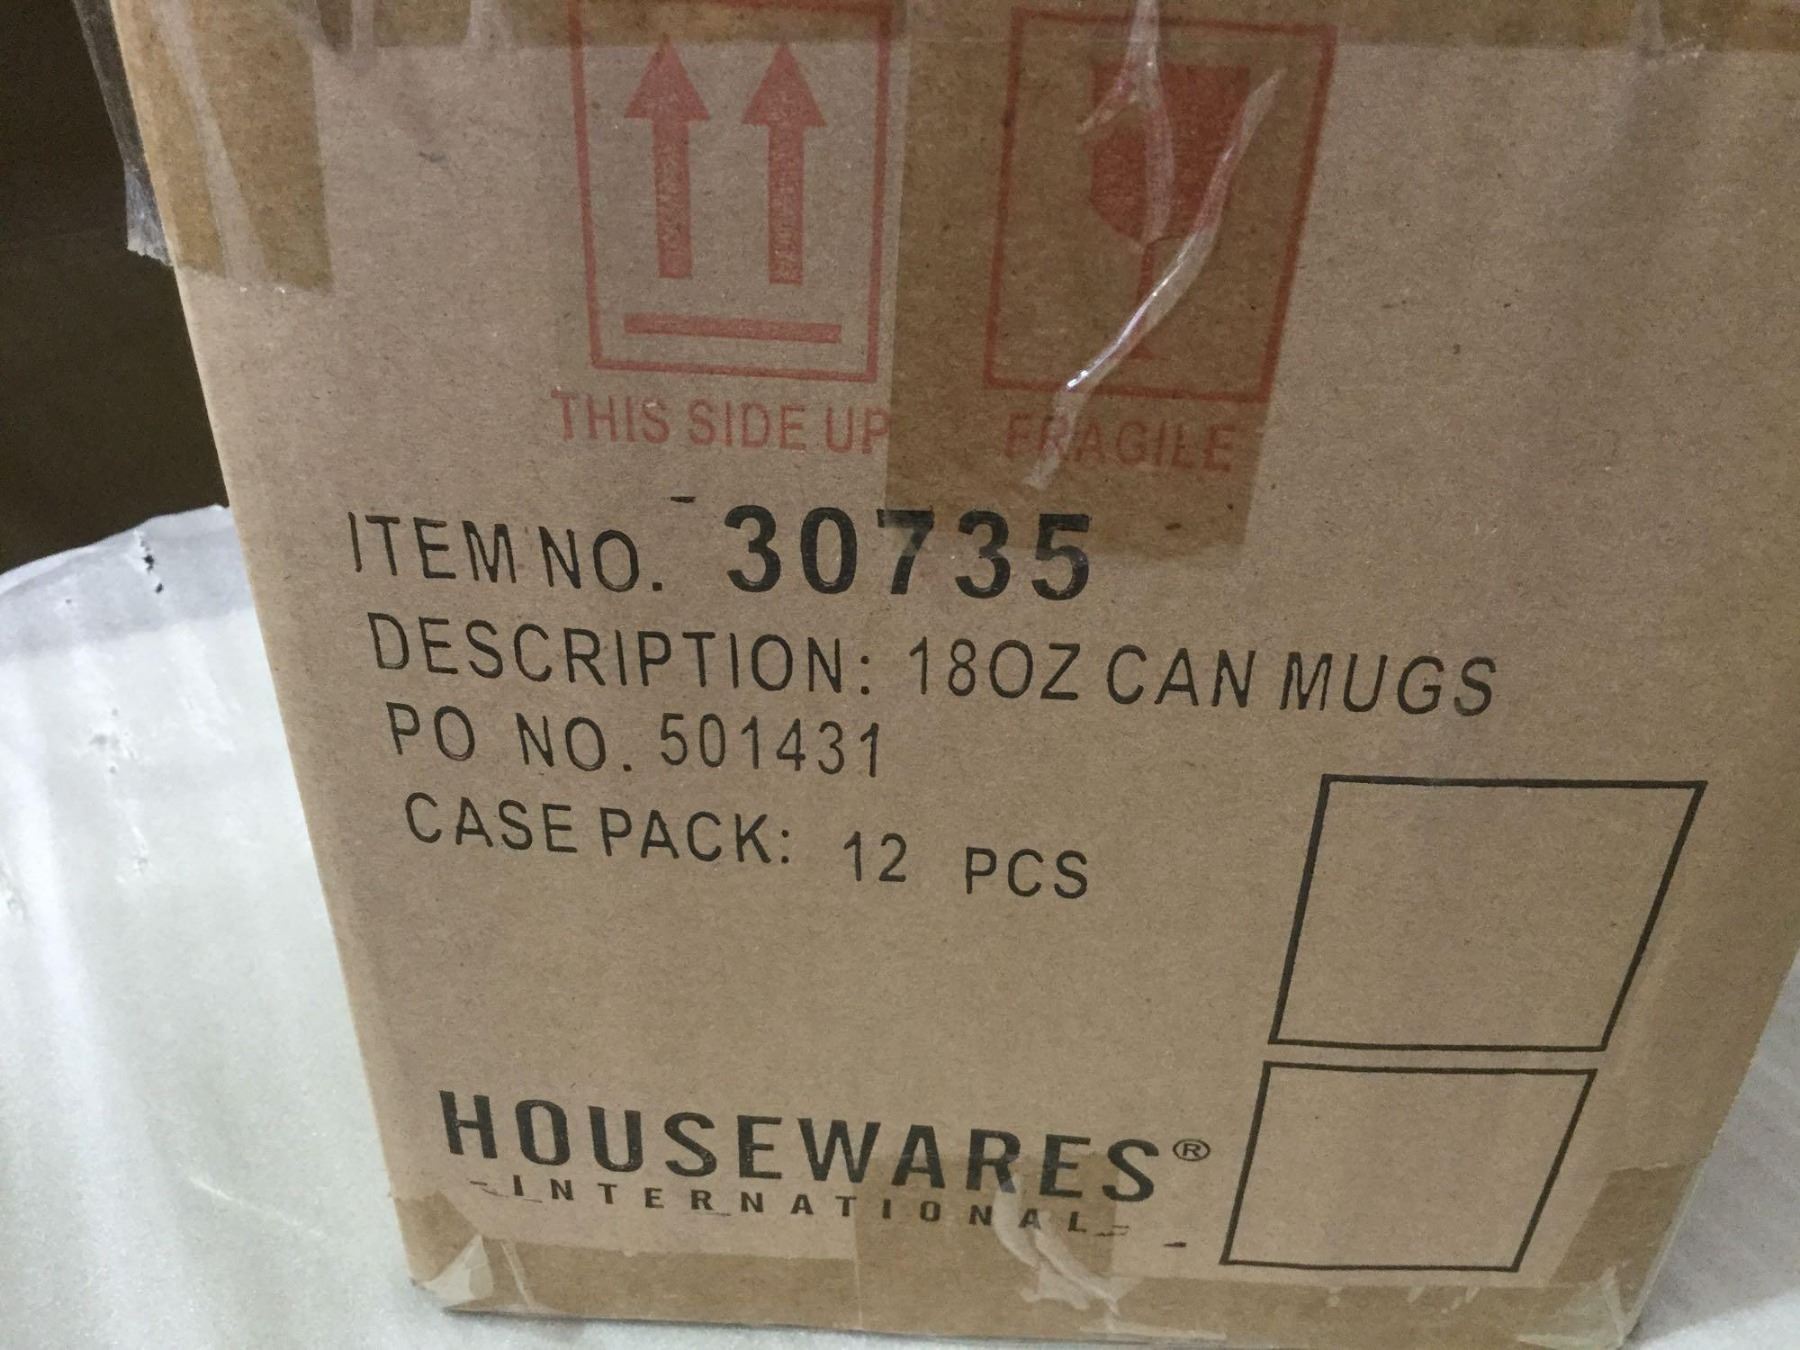 THIS SIDE UP
FRAGILE
ITEM NO. 30735
DESCRIPTION: 18OZ CAN MUGS
PO NO. 501431
CASE PACK: 12 PCS
HOUSEWARES®
INTERNATIONAL